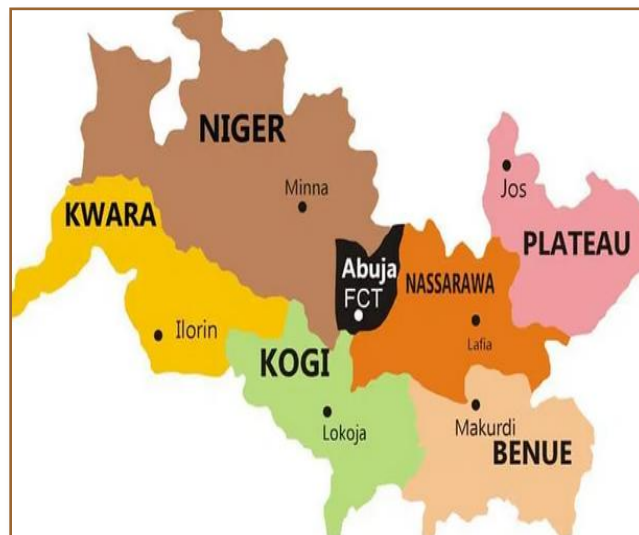 NIGER
Minna
KWARA
Ilorin
Abuja
FCT
NASSARAWA
Lafia
Jos
PLATEAU
KOGI
Lokoja
Makurdi
BENUE